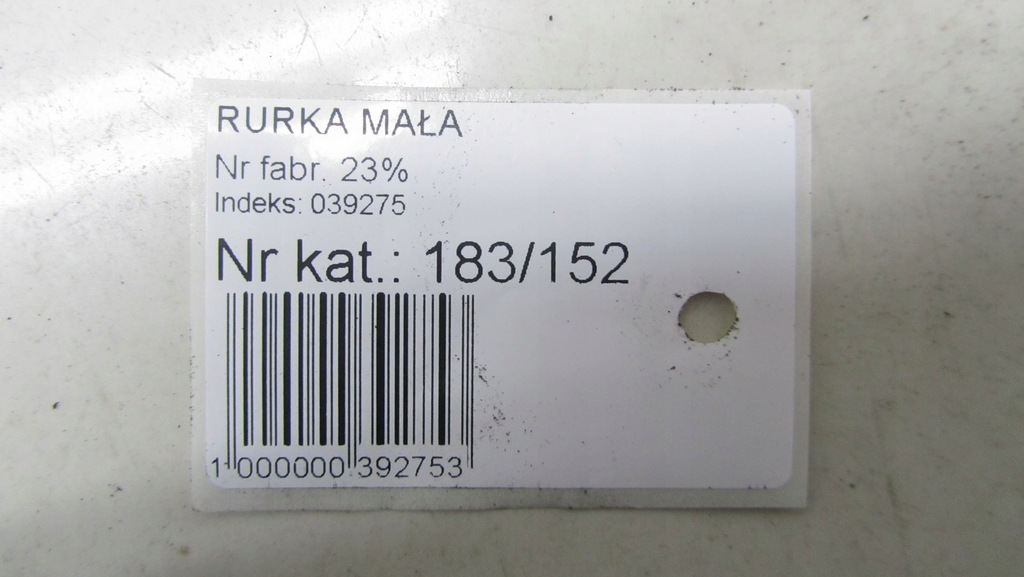 RURKA MAŁA
Nr fabr. 23%
Indeks: 039275
Nr kat.: 183/152
1 000000 392753